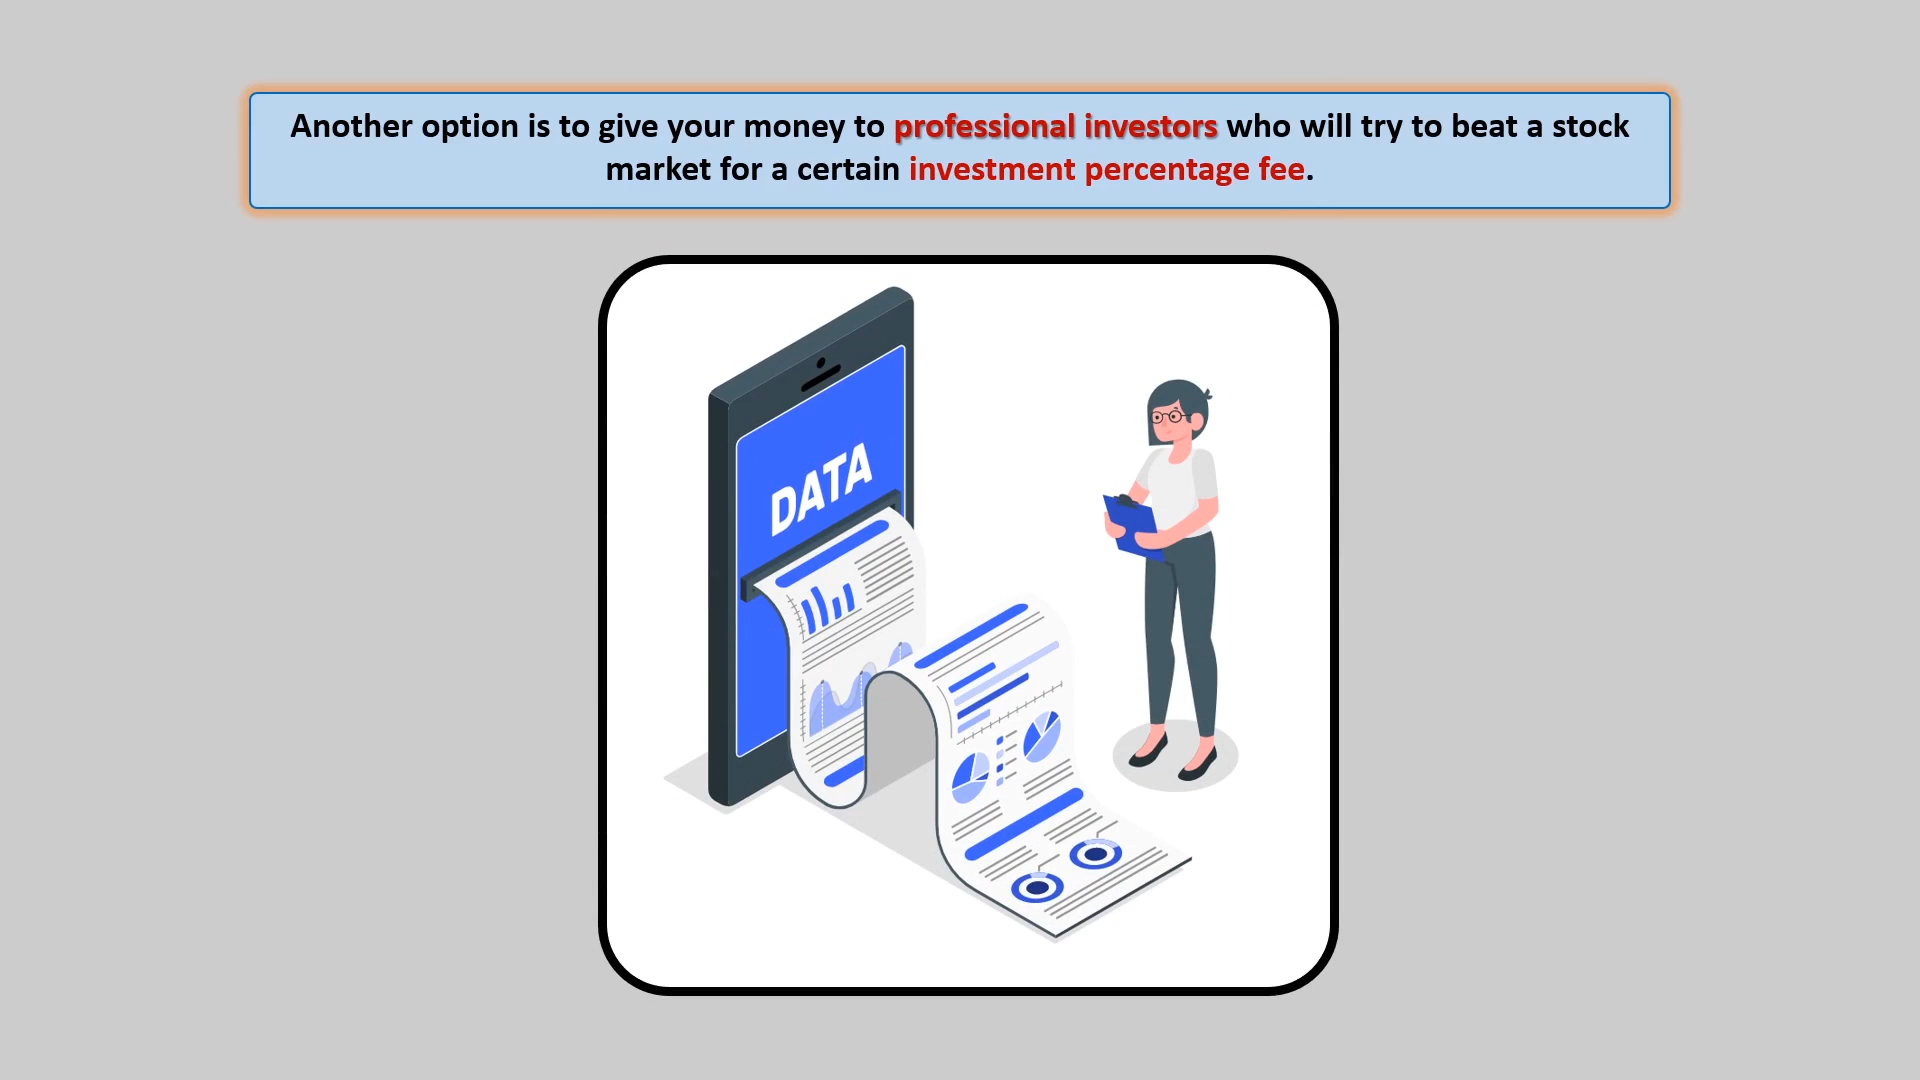 Another option is to give your money to professional investors who will try to beat a stock
market for a certain investment percentage fee.
DATA